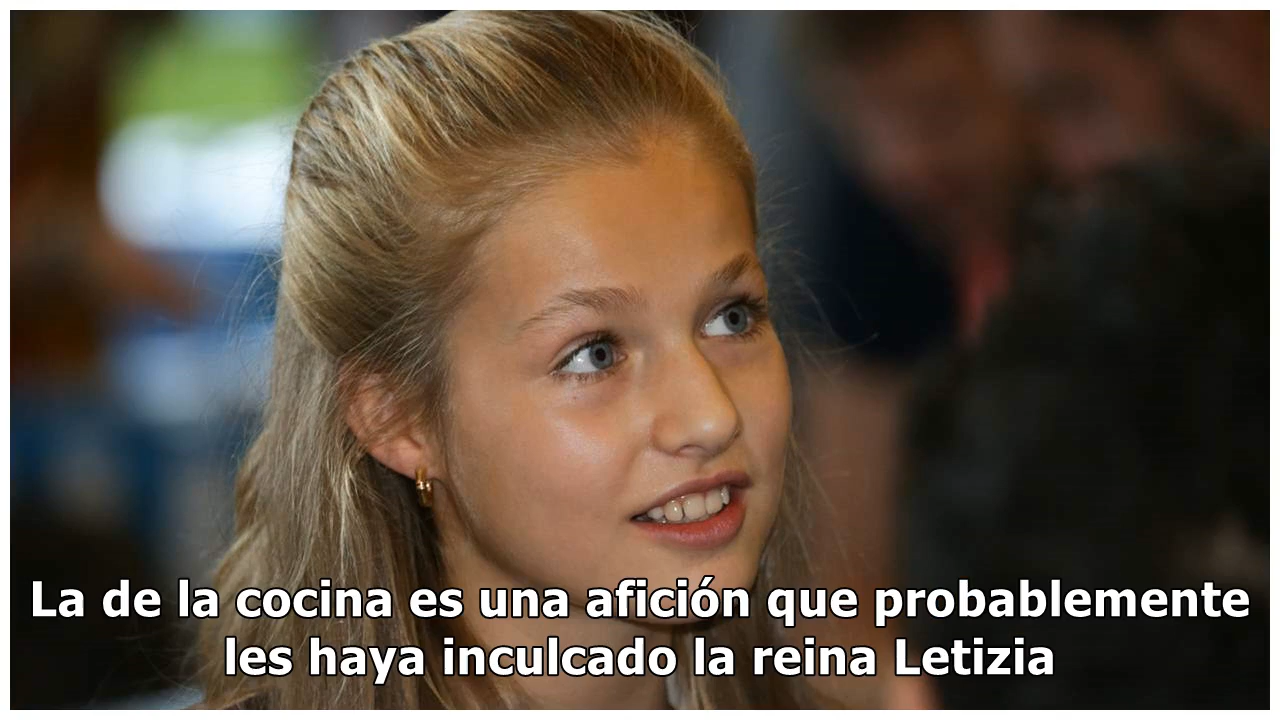 La de la cocina es una afición que probablemente
les haya inculcado la reina Letizia